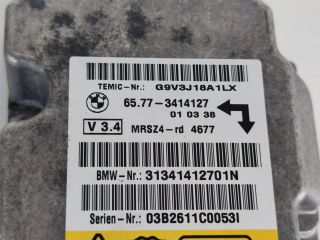 TEMIC-Nr.: G9V3J18A1LX
65.77-3414127
01 03 38
V 3.4
MRSZ4-rd 4677
BMW-Nr.: 31341412701N
Serien-Nr.: 03B2611C0053I